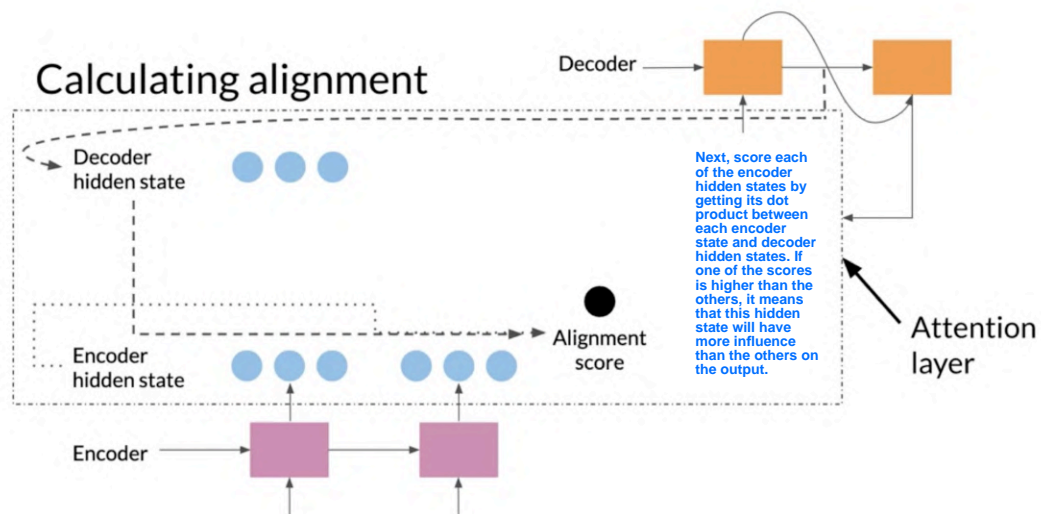 Calculating alignment
Decoder
Decoder
hidden state
Next, score each
of the encoder
hidden states by
getting its dot
product between
each encoder
state and decoder
hidden states. If
one of the scores
is higher than the
others, it means
that this hidden
state will have
more influence
than the others on
the output.
Attention
layer
Alignment
score
Encoder
hidden state
Encoder